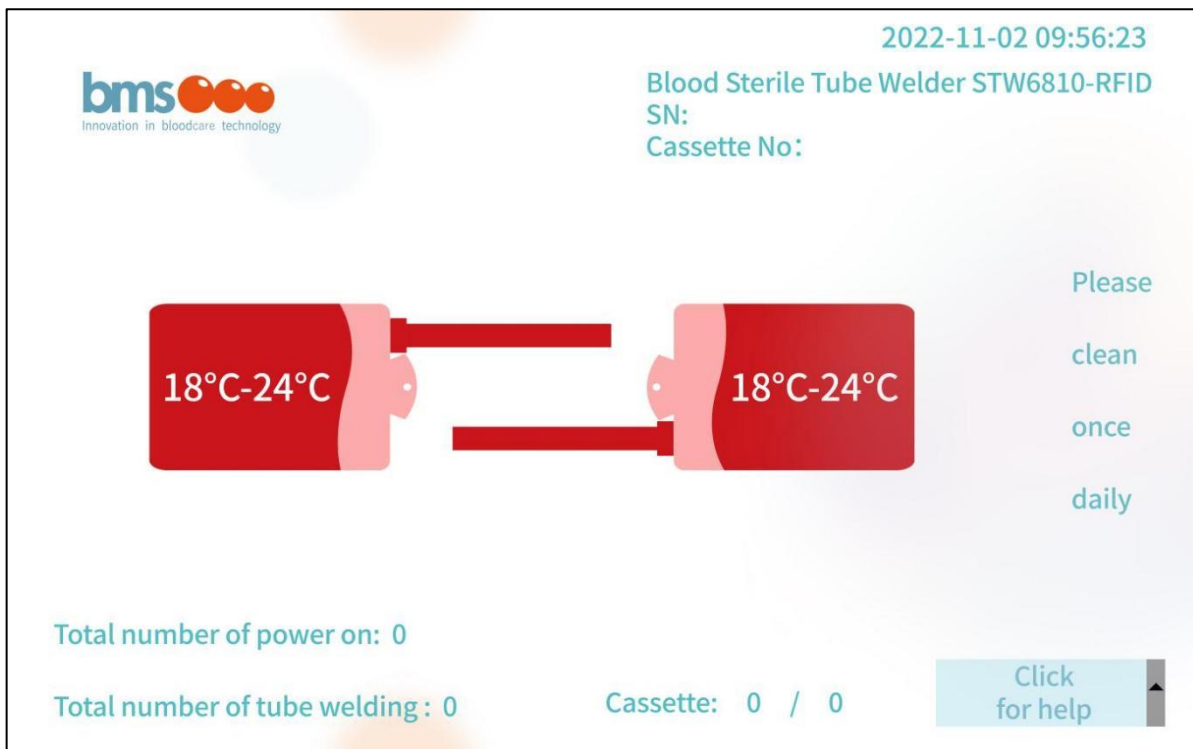 2022-11-02 09:56:23
bms
Innovation in bloodcare technology
Blood Sterile Tube Welder STW6810-RFID
SN:
Cassette No:
Please
clean
once
daily
18°C-24°C
18°C-24°C
Total number of power on: 0
Total number of tube welding : 0
Cassette: 0 / 0
Click
for help